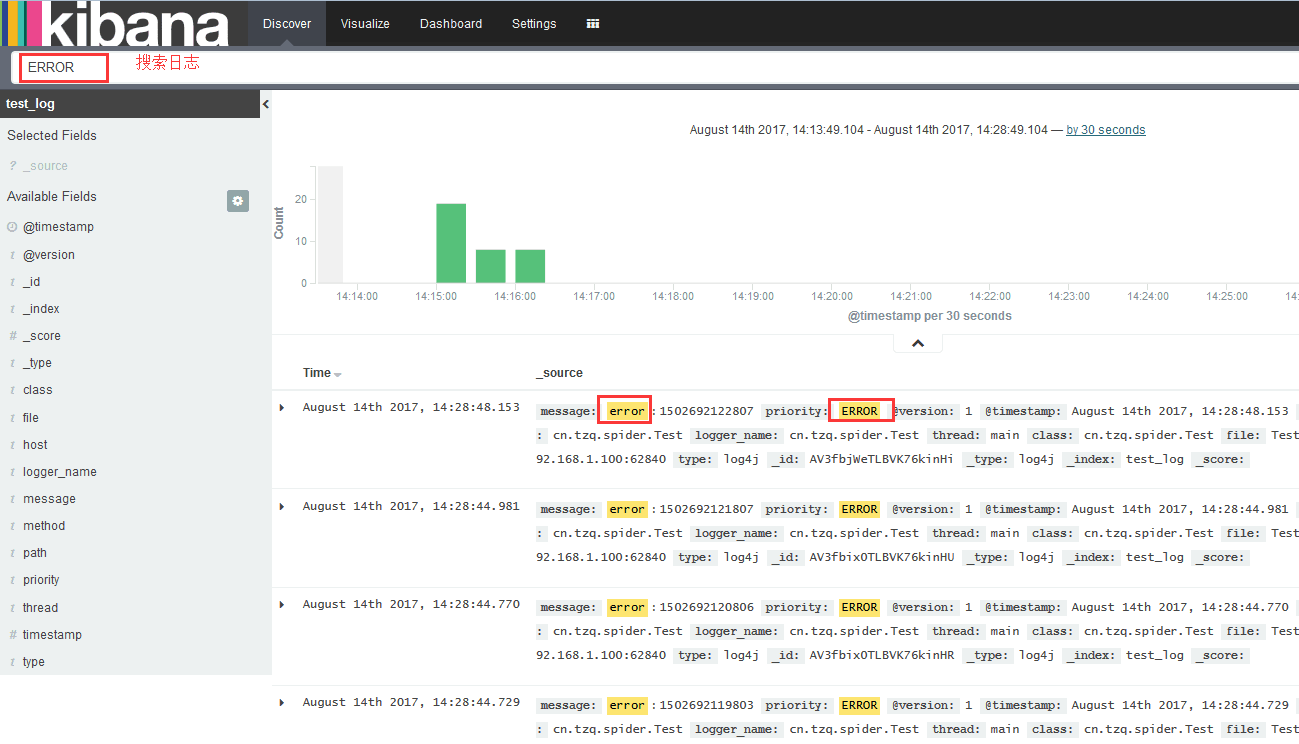 kibana Discover Visualize Dashboard Settings
ERROR 搜索日志
test_log
Selected Fields
? _source
Available Fields
@timestamp
t @version
t _id
t _index
# _score
t _type
t class
t file
t host
t logger_name
t message
t method
t path
t priority
t thread
# timestamp
t type
August 14th 2017, 14:13:49.104 - August 14th 2017, 14:28:49.104 — by 30 seconds
Count
20
10
0
14:14:00 14:15:00 14:16:00 14:17:00 14:18:00 14:19:00 14:20:00 14:21:00 14:22:00 14:23:00 14:24:00 14:25:00 14:
@timestamp per 30 seconds
Time _source
August 14th 2017, 14:28:48.153 message: error:1502692122807 priority: ERROR @version: 1 @timestamp: August 14th 2017, 14:28:48.153
: cn.tzq.spider.Test logger_name: cn.tzq.spider.Test thread: main class: cn.tzq.spider.Test file: Test
92.168.1.100:62840 type: log4j _id: AV3fbjWeTLBVK76kinHi _type: log4j _index: test_log _score:
August 14th 2017, 14:28:44.981 message: error:1502692121807 priority: ERROR @version: 1 @timestamp: August 14th 2017, 14:28:44.981
: cn.tzq.spider.Test logger_name: cn.tzq.spider.Test thread: main class: cn.tzq.spider.Test file: Test
92.168.1.100:62840 type: log4j _id: AV3fbixOTLBVK76kinHU _type: log4j _index: test_log _score:
August 14th 2017, 14:28:44.770 message: error:1502692120806 priority: ERROR @version: 1 @timestamp: August 14th 2017, 14:28:44.770
: cn.tzq.spider.Test logger_name: cn.tzq.spider.Test thread: main class: cn.tzq.spider.Test file: Test
92.168.1.100:62840 type: log4j _id: AV3fbixOTLBVK76kinHR _type: log4j _index: test_log _score:
August 14th 2017, 14:28:44.729 message: error:1502692119803 priority: ERROR @version: 1 @timestamp: August 14th 2017, 14:28:44.729
: cn.tzq.spider.Test logger_name: cn.tzq.spider.Test thread: main class: cn.tzq.spider.Test file: Test